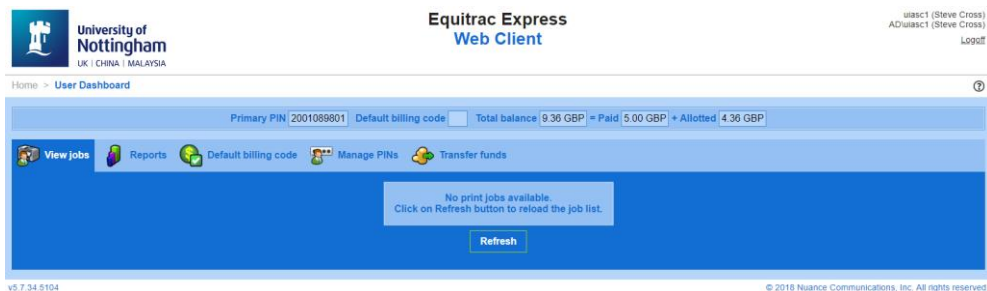 University of
Nottingham
UK | CHINA | MALAYSIA
Equitrac Express
Web Client
uiasc1 (Steve Cross)
AD\uiasc1 (Steve Cross)
Logoff
Home > User Dashboard
Primary PIN 2001089801 Default billing code Total balance 9.36 GBP = Paid 5.00 GBP + Allotted 4.36 GBP
View jobs Reports Default billing code Manage PINs Transfer funds
No print jobs available.
Click on Refresh button to reload the job list.
Refresh
v5.7.34.5104 © 2018 Nuance Communications, Inc. All rights reserved